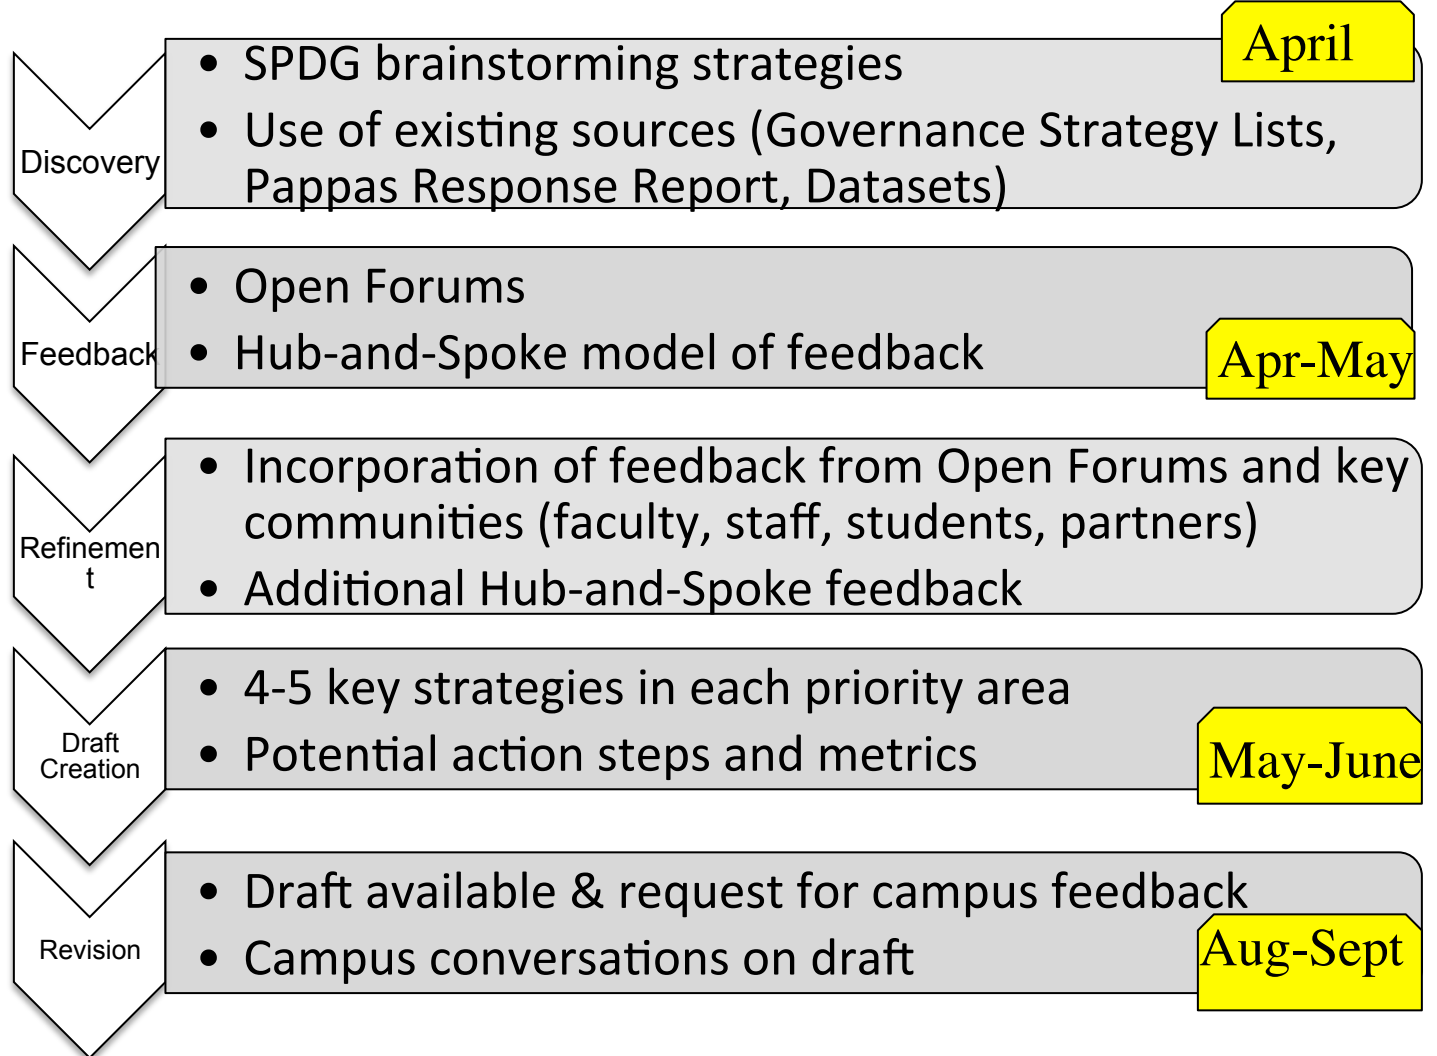 April
• SPDG brainstorming strategies
• Use of existing sources (Governance Strategy Lists,
Pappas Response Report, Datasets)
Discovery
• Open Forums
• Hub-and-Spoke model of feedback
Feedback
Apr-May
• Incorporation of feedback from Open Forums and key
communities (faculty, staff, students, partners)
• Additional Hub-and-Spoke feedback
Refinemen
t
• 4-5 key strategies in each priority area
• Potential action steps and metrics
Draft
Creation
May-June
• Draft available & request for campus feedback
• Campus conversations on draft
Revision
Aug-Sept